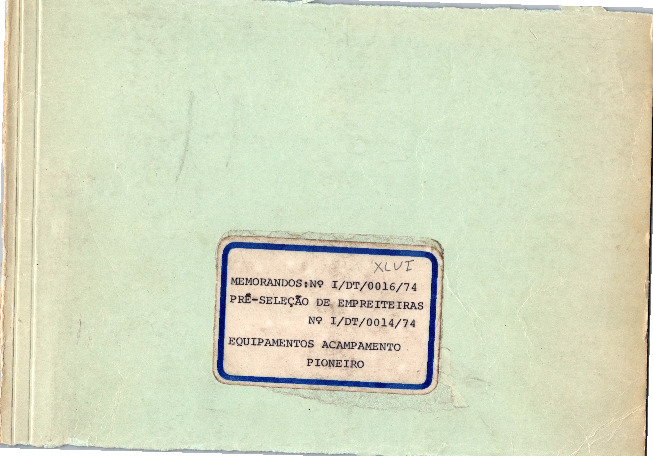 XLVI
MEMORANDOS:Nº I/DT/0016/74
PRÉ-SELEÇÃO DE EMPREITEIRAS
Nº I/DT/0014/74
EQUIPAMENTOS ACAMPAMENTO
PIONEIRO